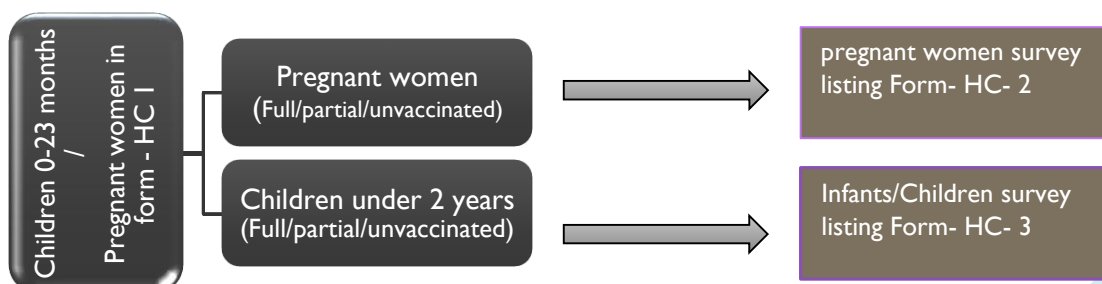 Children 0-23 months
/
Pregnant women in
form - HC 1
Pregnant women
(Full/partial/unvaccinated)
Children under 2 years
(Full/partial/unvaccinated)
pregnant women survey
listing Form- HC- 2
Infants/Children survey
listing Form- HC- 3